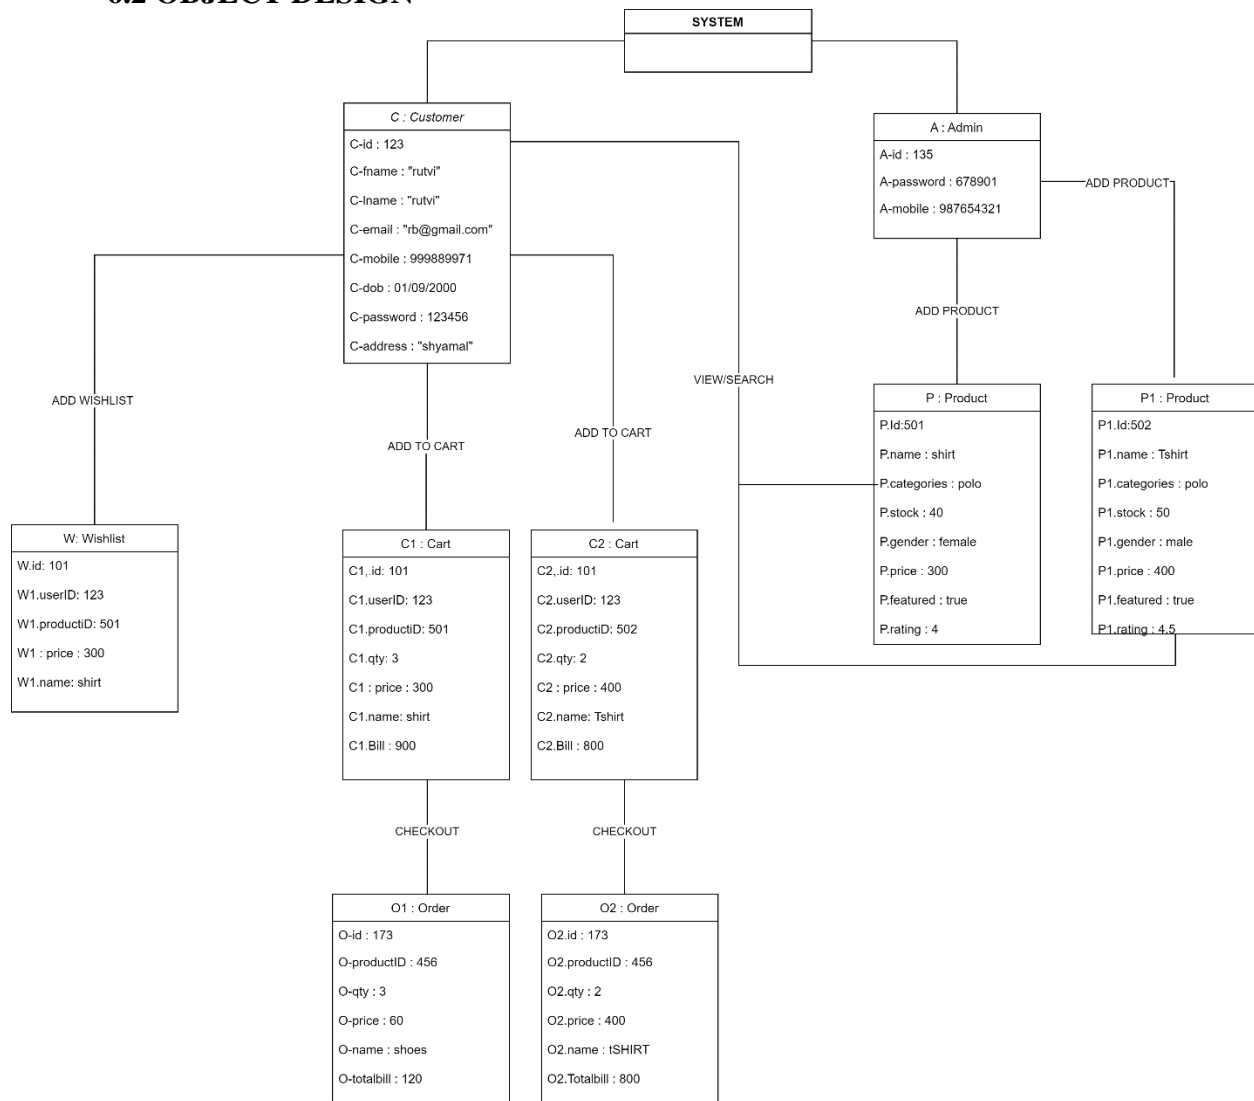 6.2 OBJECT DESIGN
SYSTEM
C : Customer
C-id : 123
C-fname : "rutvi"
C-lname : "rutvi"
C-email : "rb@gmail.com"
C-mobile : 999889971
C-dob : 01/09/2000
C-password : 123456
C-address : "shyamal"
A : Admin
A-id : 135
A-password : 678901
A-mobile : 987654321
ADD PRODUCT
ADD PRODUCT
VIEW/SEARCH
ADD WISHLIST
ADD TO CART
ADD TO CART
P : Product
P.Id:501
P.name : shirt
P.categories : polo
P.stock : 40
P.gender : female
P.price : 300
P.featured : true
P.rating : 4
P1 : Product
P1.Id:502
P1.name : Tshirt
P1.categories : polo
P1.stock : 50
P1.gender : male
P1.price : 400
P1.featured : true
P1.rating : 4.5
W: Wishlist
W.id: 101
W1.userID: 123
W1.productiD: 501
W1 : price : 300
W1.name: shirt
C1 : Cart
C1,.id: 101
C1.userID: 123
C1.productiD: 501
C1.qty: 3
C1 : price : 300
C1.name: shirt
C1.Bill : 900
C2 : Cart
C2,.id: 101
C2.userID: 123
C2.productiD: 502
C2.qty: 2
C2 : price : 400
C2.name: Tshirt
C2.Bill : 800
CHECKOUT
CHECKOUT
O1 : Order
O-id : 173
O-productID : 456
O-qty : 3
O-price : 60
O-name : shoes
O-totalbill : 120
O2 : Order
O2.id : 173
O2.productID : 456
O2.qty : 2
O2.price : 400
O2.name : tSHIRT
O2.Totalbill : 800